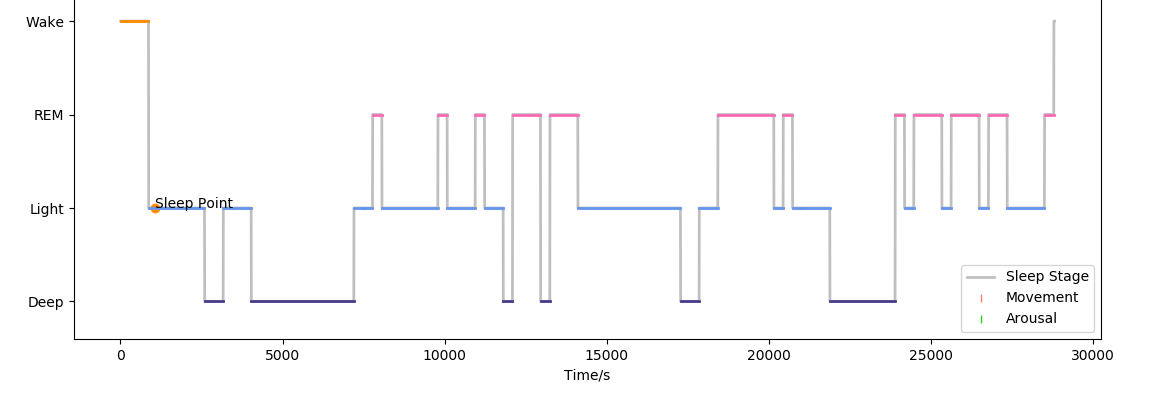 Wake
REM
Light
Deep
Sleep Point
Sleep Stage
Movement
Arousal
0 5000 10000 15000 20000 25000 30000
Time/s